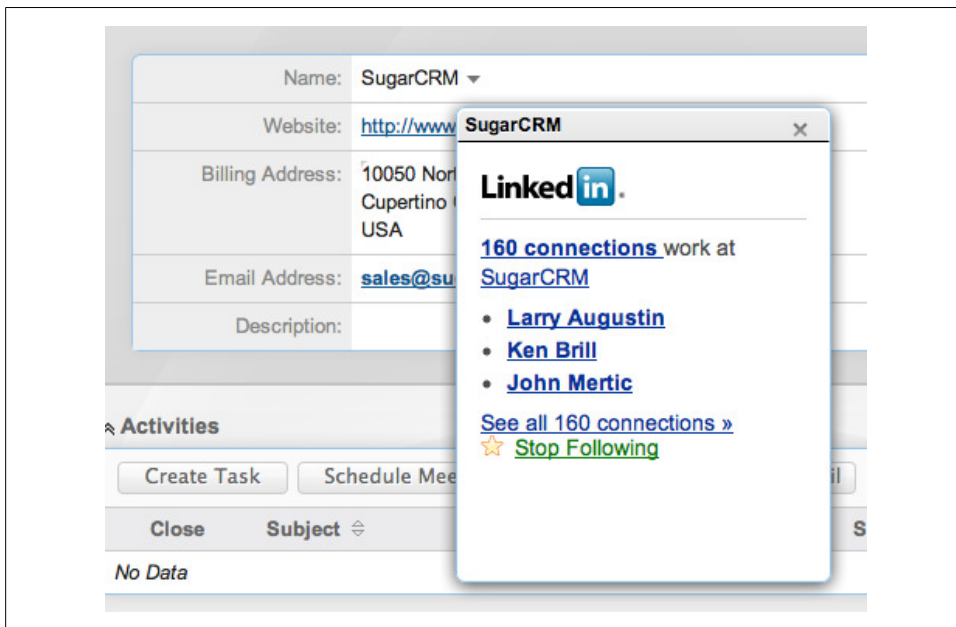 Name: SugarCRM
Website: http://www
Billing Address: 10050 Nor
Cupertino
USA
Email Address: sales@su
Description:
SugarCRM
Linked in.
160 connections work at
SugarCRM
Larry Augustin
Ken Brill
John Mertic
See all 160 connections »
Stop Following
Activities
Create Task
Schedule Mee
il
Close Subject S
No Data